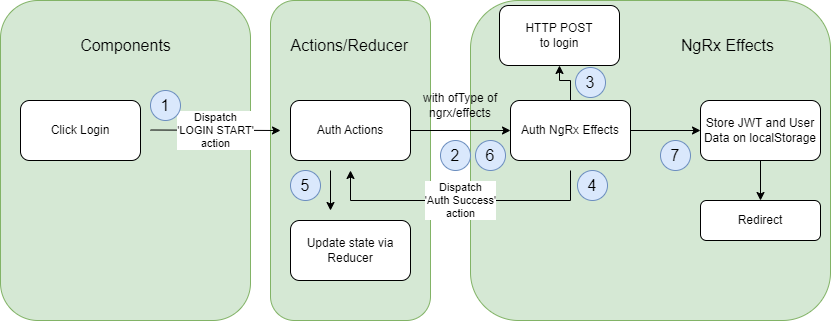 Components
Actions/Reducer
NgRx Effects
HTTP POST
to login
3
1
Click Login
Dispatch
'LOGIN START'
action
Auth Actions
with ofType of
ngrx/effects
2
6
Auth NgRx Effects
7
Store JWT and User
Data on localStorage
5
4
Dispatch
'Auth Success'
action
Update state via
Reducer
Redirect